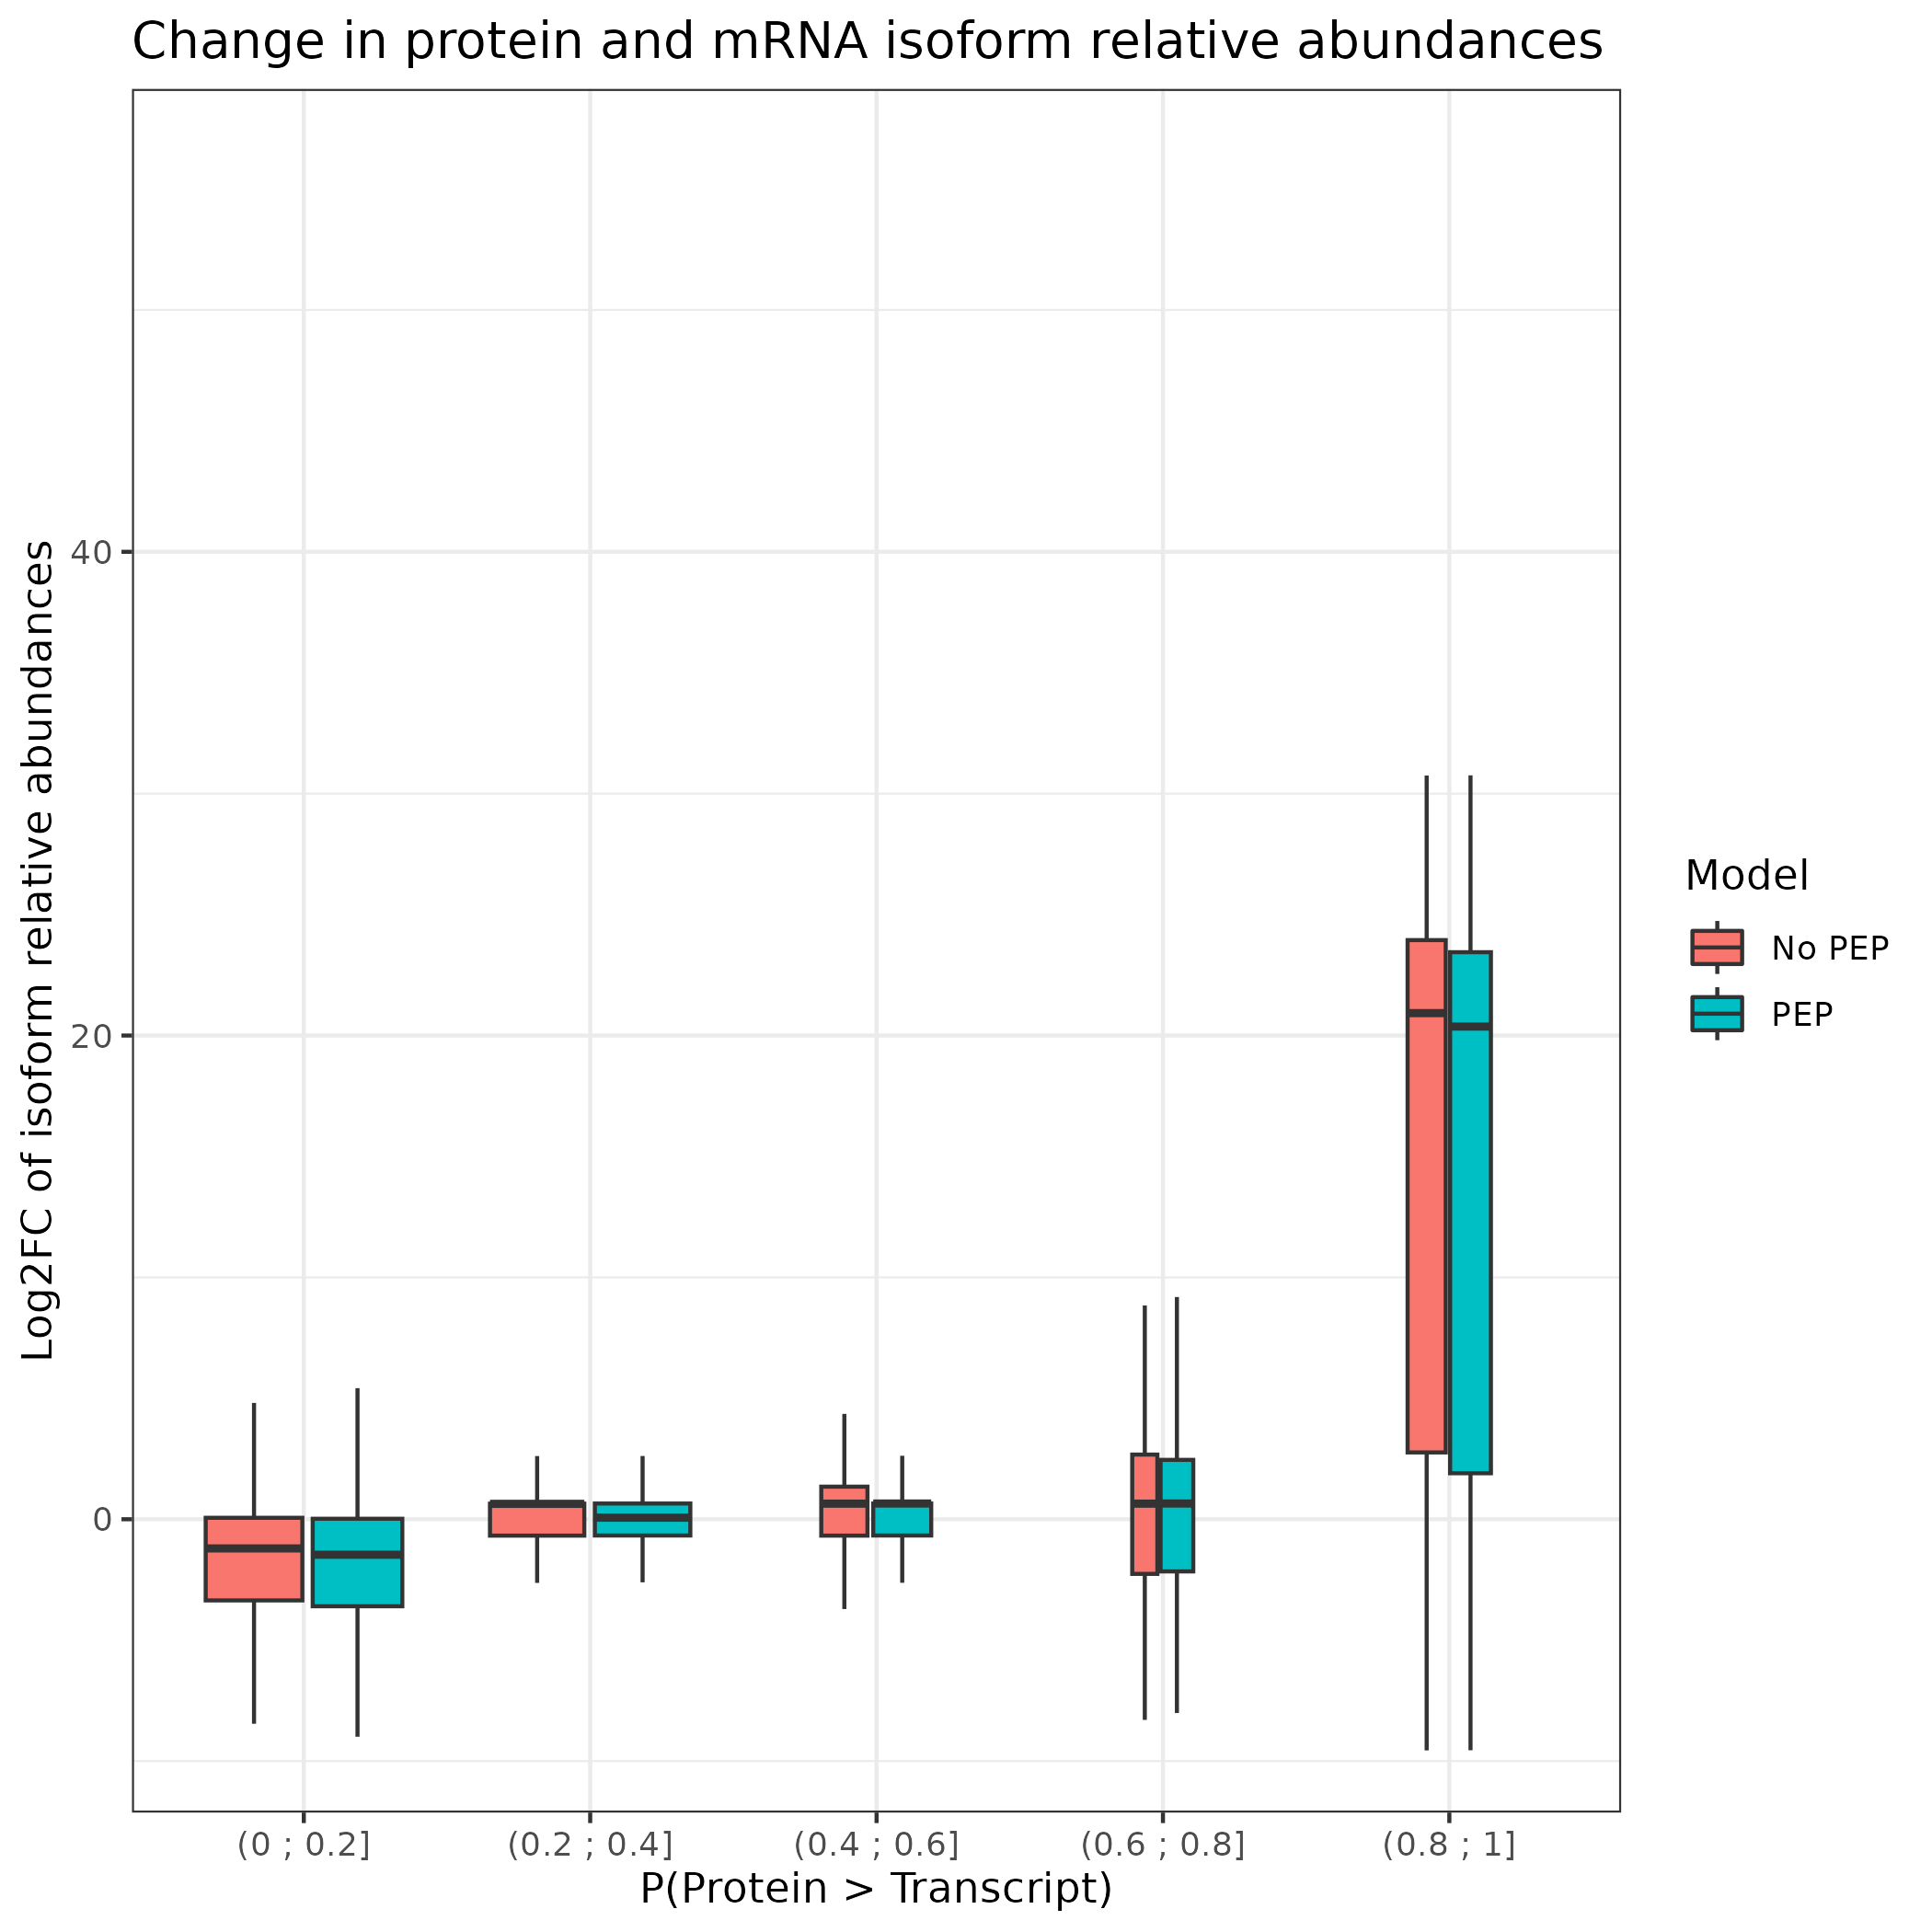 Change in protein and mRNA isoform relative abundances
Log2FC of isoform relative abundances
40
20
0
(0 ; 0.2]
(0.2 ; 0.4]
(0.4 ; 0.6]
(0.6 ; 0.8]
(0.8 ; 1]
P(Protein > Transcript)
Model
No PEP
PEP